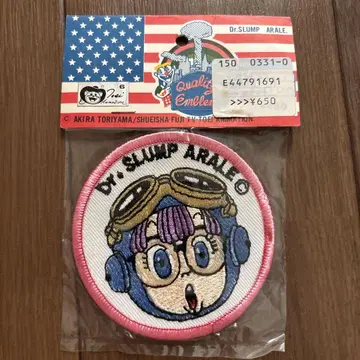 Dr.SLUMP ARALE.
150 0331-0
E44791691
>>>¥650
Quality
Emblem
© AKIRA TORIYAMA/SHUEISHA·FUJI TV·TOEI ANIMATION
Dr. SLUMP ARALE ©